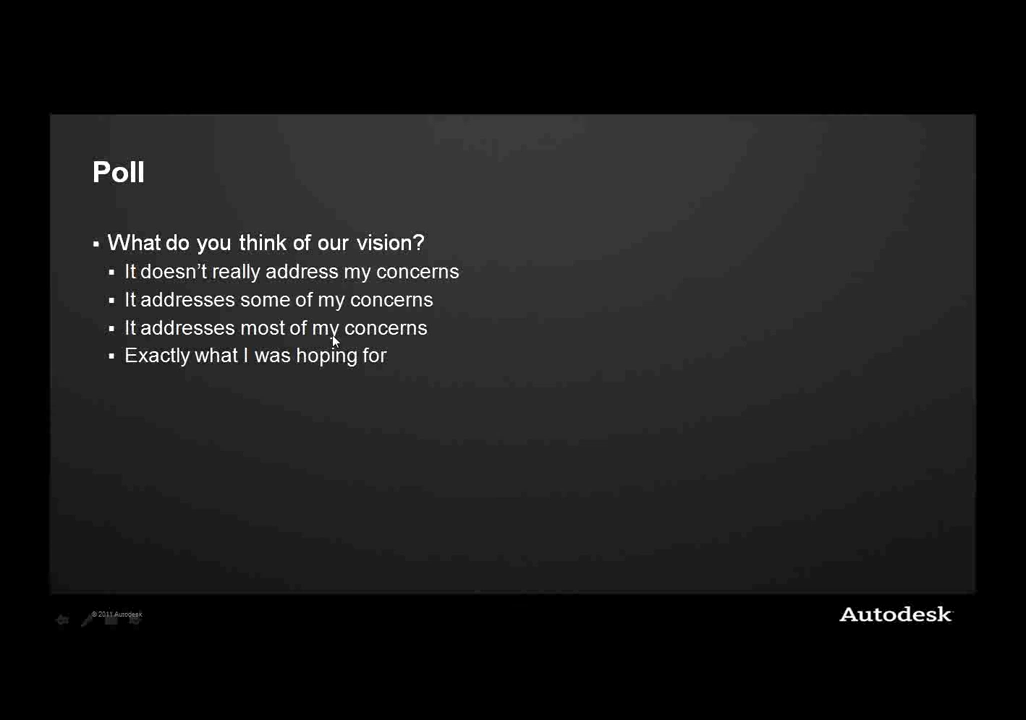 Poll
▪ What do you think of our vision?
▪ It doesn't really address my concerns
▪ It addresses some of my concerns
▪ It addresses most of my concerns
▪ Exactly what I was hoping for
© 2011 Autodesk
Autodesk